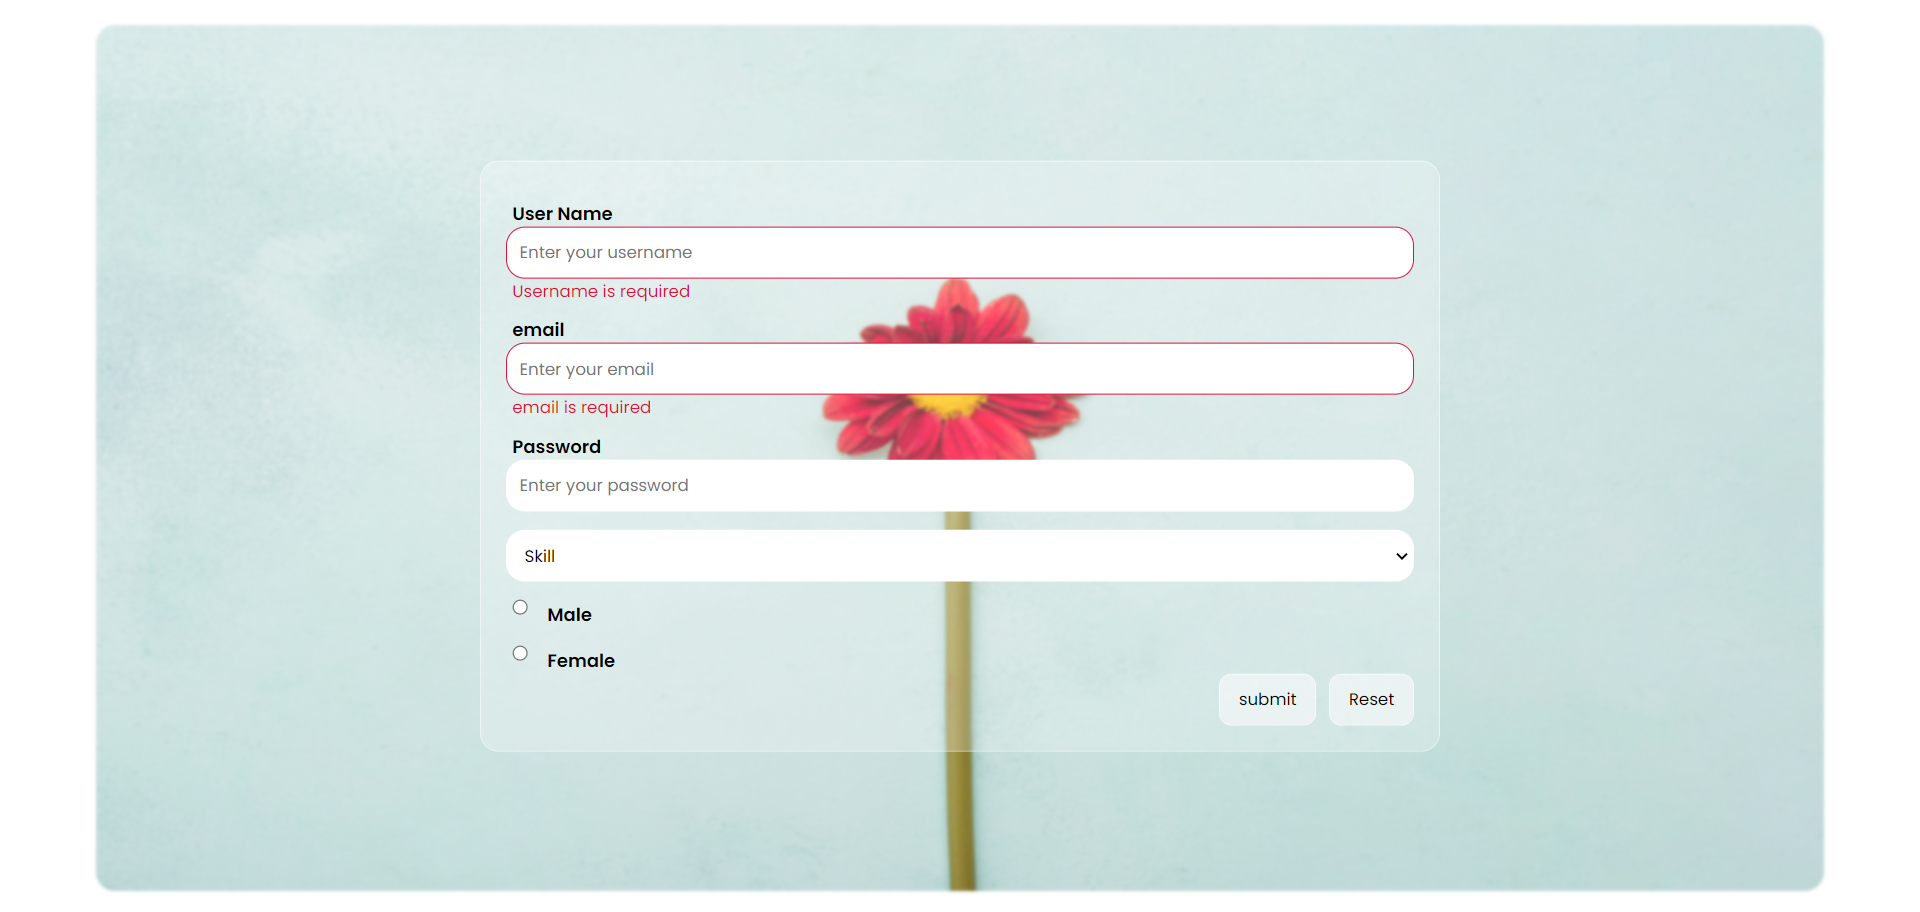 User Name
Enter your username
Username is required
email
Enter your email
email is required
Password
Enter your password
Skill
Male
Female
submit Reset